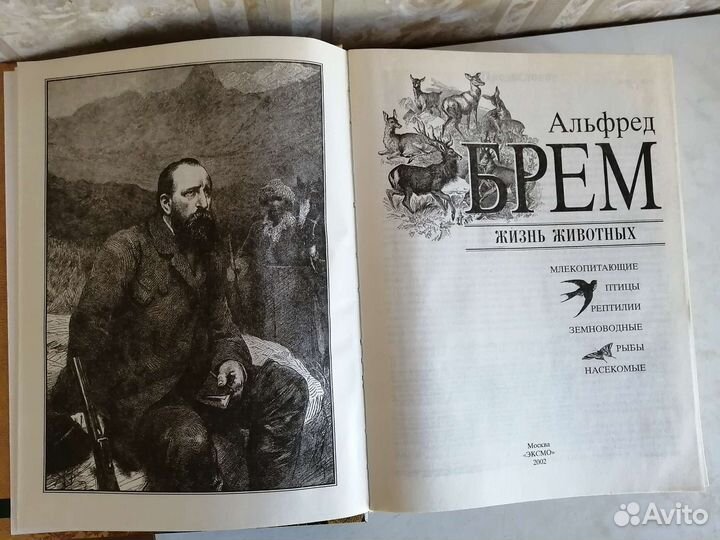 Альфред
БРЕМ
ЖИЗНЬ ЖИВОТНЫХ
МЛЕКОПИТАЮЩИЕ
ПТИЦЫ
РЕПТИЛИИ
ЗЕМНОВОДНЫЕ
РЫБЫ
НАСЕКОМЫЕ
Москва
«ЭКСМО»
2002
Avito